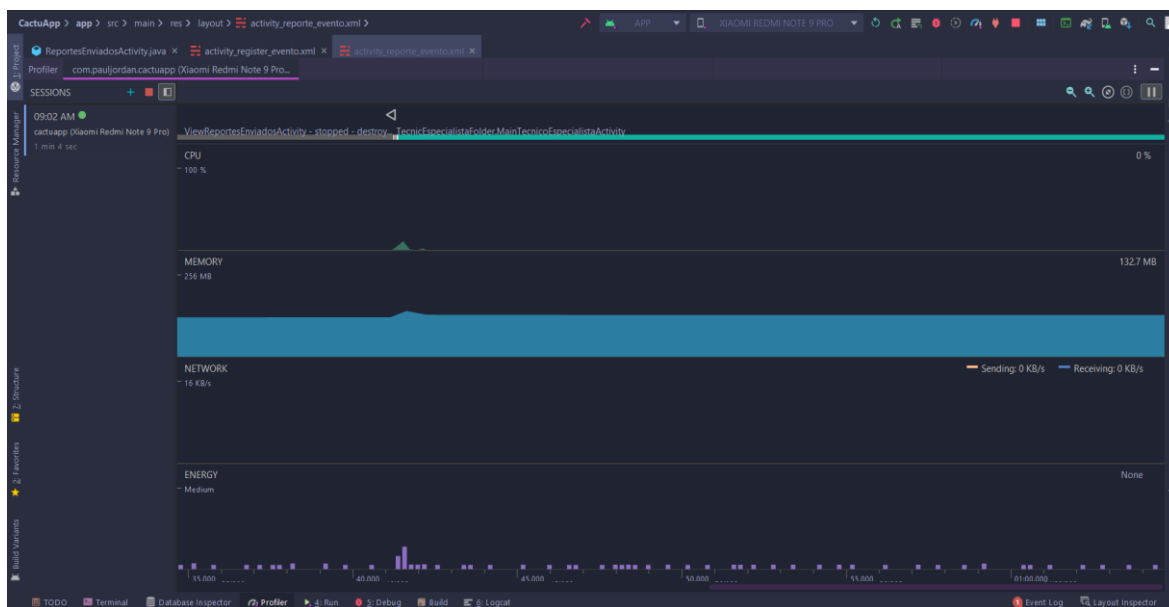 CactuApp > app > src > main > res > layout > activity_reporte_evento.xml >
APP
XIAOMI REDMI NOTE 9 PRO
ReportesEnviadosActivity.java × activity_register_evento.xml × activity_reporte_evento.xml ×
Profiler com.pauljordan.cactuapp (Xiaomi Redmi Note 9 Pro...
SESSIONS
09:02 AM
cactuapp (Xiaomi Redmi Note 9 Pro)
1 min 4 sec
ViewReportesEnviadosActivity - stopped - destroy... TecnicEspecialistaFolder.MainTecnicoEspecialistaActivity
CPU 0 %
100 %
MEMORY 132.7 MB
256 MB
NETWORK Sending: 0 KB/s Receiving: 0 KB/s
16 KB/s
ENERGY None
Medium
35.000 40.000 45.000 50.000 55.000 01:00.000
1: Project
Resource Manager
7: Structure
2: Favorites
Build Variants
TODO Terminal Database Inspector Profiler 4: Run 5: Debug Build 6: Logcat 1 Event Log Layout Inspector